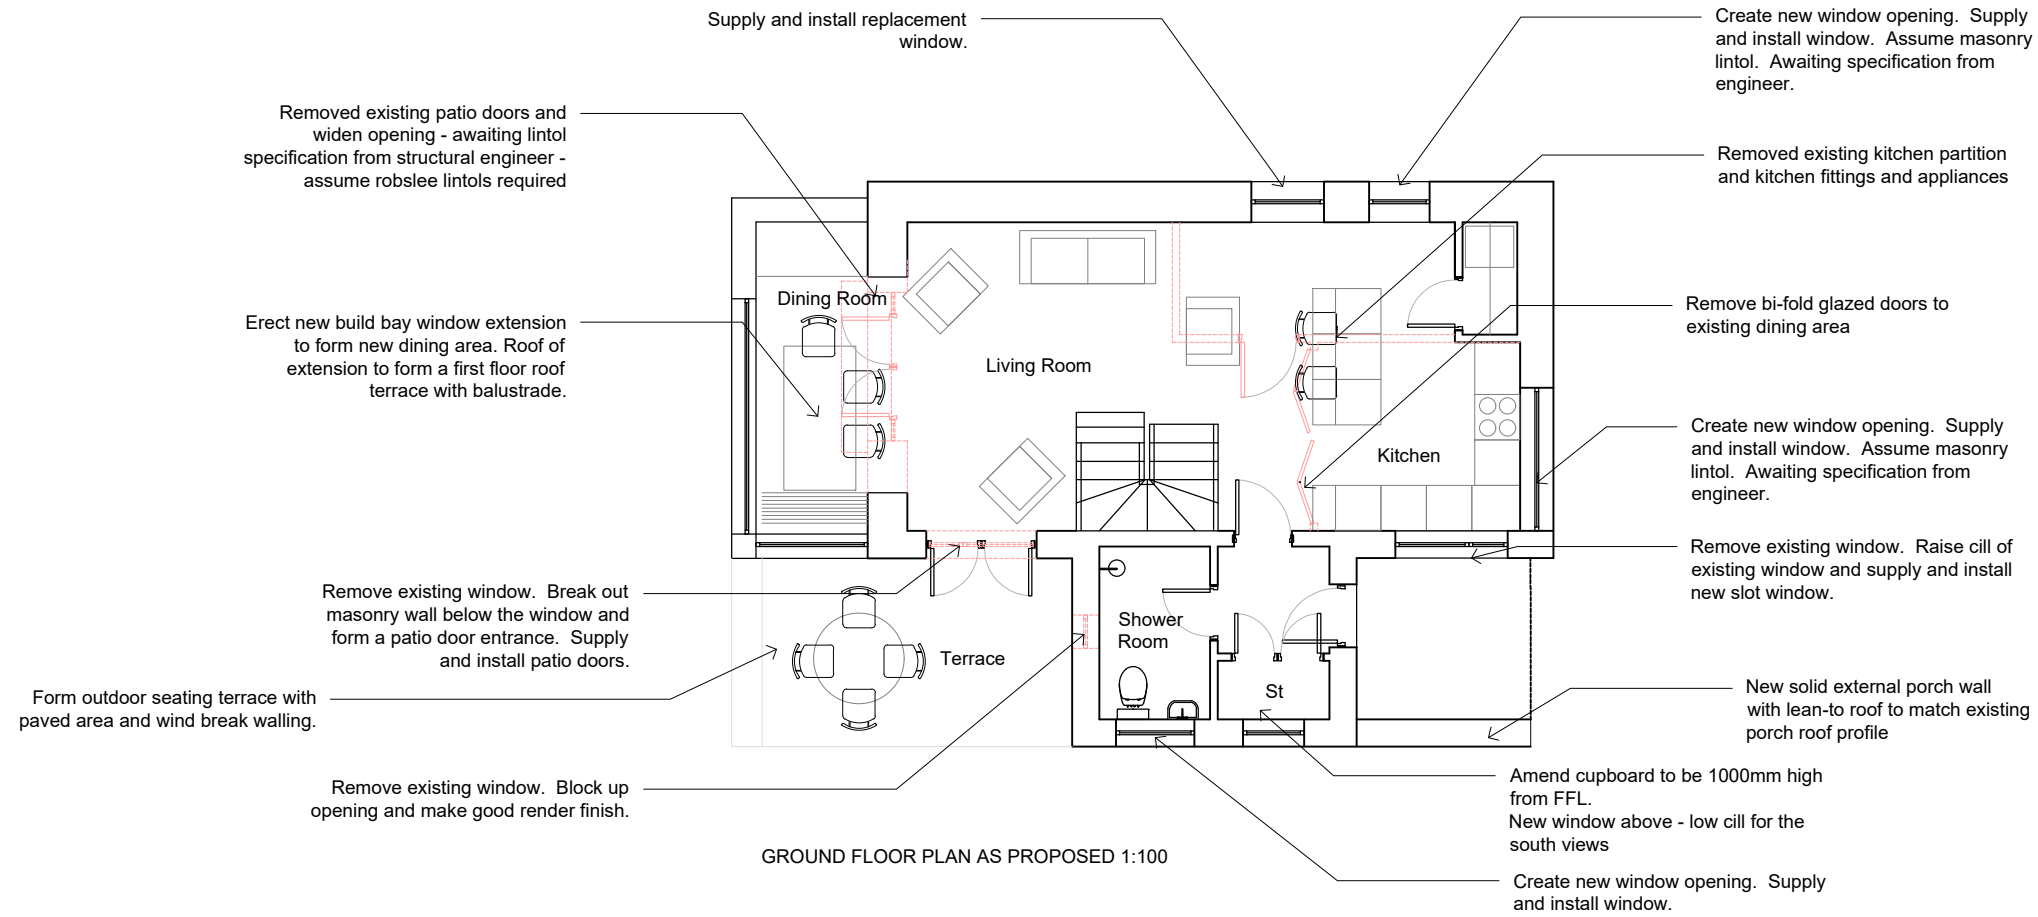 Supply and install replacement
window.
Create new window opening.  Supply
and install window.  Assume masonry
lintol.  Awaiting specification from
engineer.
Removed existing patio doors and
widen opening - awaiting lintol
specification from structural engineer -
assume robslee lintols required
Removed existing kitchen partition
and kitchen fittings and appliances
Erect new build bay window extension
to form new dining area. Roof of
extension to form a first floor roof
terrace with balustrade.
Dining Room
Living Room
Kitchen
Remove bi-fold glazed doors to
existing dining area
Create new window opening.  Supply
and install window.  Assume masonry
lintol.  Awaiting specification from
engineer.
Remove existing window.  Raise cill of
existing window and supply and install
new slot window.
Remove existing window.  Break out
masonry wall below the window and
form a patio door entrance.  Supply
and install patio doors.
Shower
Room
Terrace
St
Form outdoor seating terrace with
paved area and wind break walling.
New solid external porch wall
with lean-to roof to match existing
porch roof profile
Remove existing window.  Block up
opening and make good render finish.
Amend cupboard to be 1000mm high
from FFL.
New window above - low cill for the
south views
GROUND FLOOR PLAN AS PROPOSED 1:100
Create new window opening.  Supply
and install window.